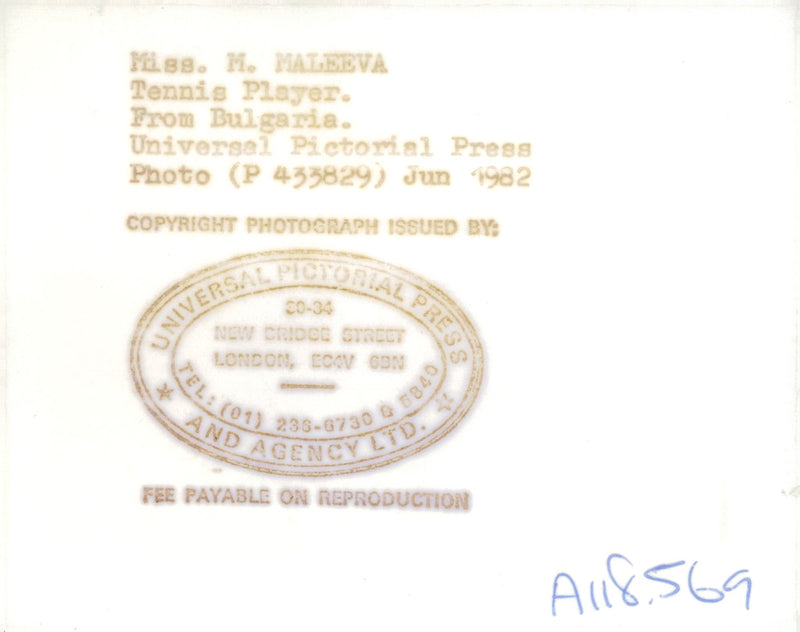 Miss. M. MALEEVA
Tennis Player.
From Bulgaria.
Universal Pictorial Press
Photo (P 433829) Jun 1982
COPYRIGHT PHOTOGRAPH ISSUED BY:
UNIVERSAL PICTORIAL PRESS
30-34
NEW BRIDGE STREET
LONDON, EC4V 6BN
TEL: (01) 236-6730 & 5840
* AND AGENCY LTD. *
FEE PAYABLE ON REPRODUCTION
A118.569